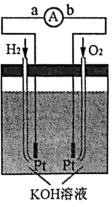 a A b
H₂ O₂
Pt Pt
KOH溶液